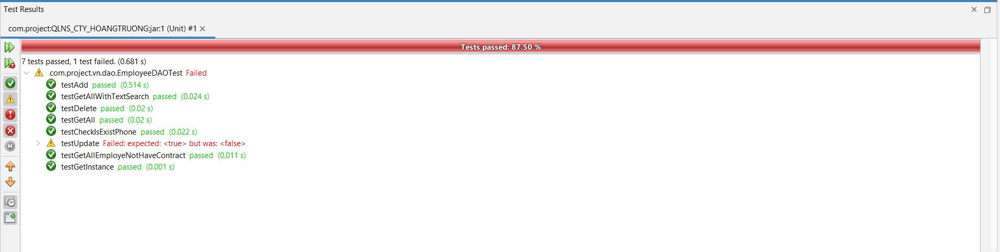 Test Results
com.project:QLNS_CTY_HOANGTRUONG:jar:1 (Unit) #1
Tests passed: 87.50 %
7 tests passed, 1 test failed. (0.681 s)
com.project.vn.dao.EmployeeDAOTest Failed
testAdd passed (0.514 s)
testGetAllWithTextSearch passed (0.024 s)
testDelete passed (0.02 s)
testGetAll passed (0.02 s)
testCheckIsExistPhone passed (0.022 s)
testUpdate Failed: expected: <true> but was: <false>
testGetAllEmployeNotHaveContract passed (0.011 s)
testGetInstance passed (0.001 s)